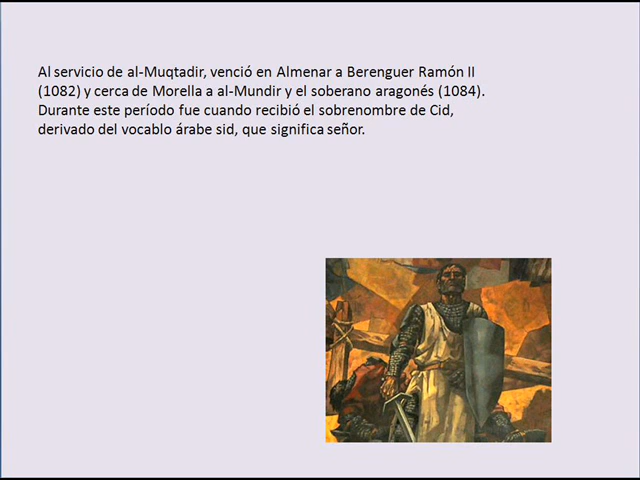 Al servicio de al-Muqtadir, venció en Almenar a Berenguer Ramón II
(1082) y cerca de Morella a al-Mundir y el soberano aragonés (1084).
Durante este período fue cuando recibió el sobrenombre de Cid,
derivado del vocablo árabe sid, que significa señor.